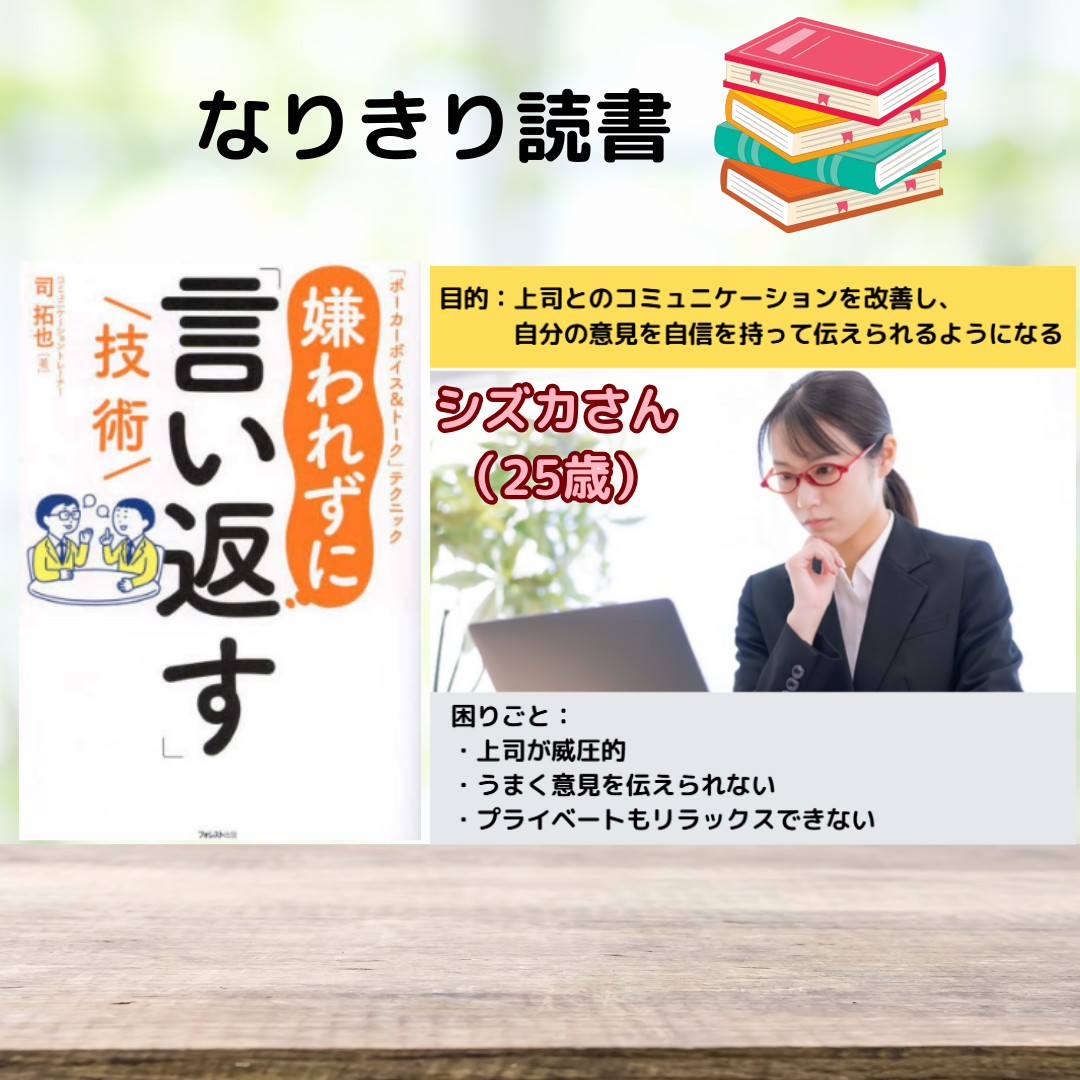 なりきり読書
「ポーカーボイス&トーク」テクニック
嫌われずに
「言い返す」
技術
コミュニケーショントレーナー
司 拓也[著]
フォレスト出版
目的：上司とのコミュニケーションを改善し、
自分の意見を自信を持って伝えられるようになる
シズカさん
（25歳）
困りごと：
・上司が威圧的
・うまく意見を伝えられない
・プライベートもリラックスできない